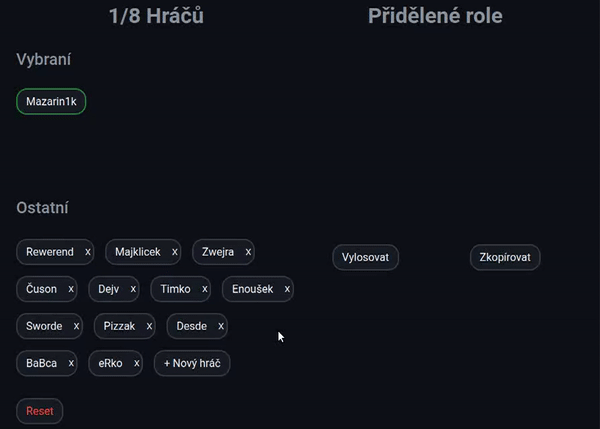 1/8 Hráčů
Přidělené role
Vybraní
Mazarin1k
Ostatní
Rewerend x Majklicek x Zwejra x
Vylosovat
Zkopírovat
Čuson x Dejv x Timko x Enoušek x
Sworde x Pizzak x Desde x
BaBca x eRko x + Nový hráč
Reset